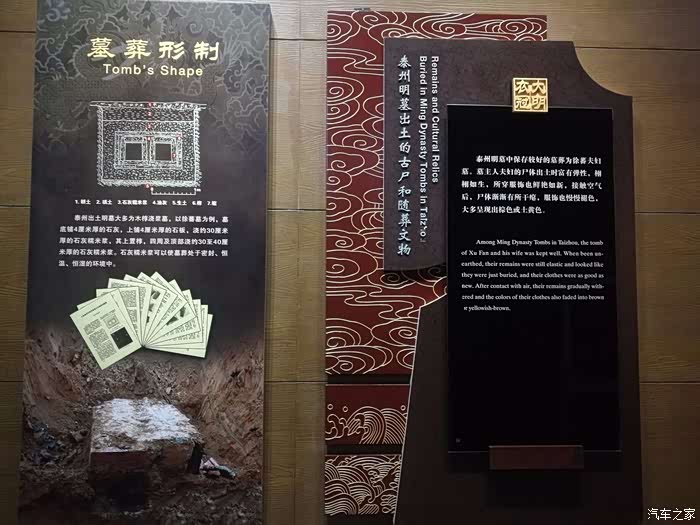 墓葬形制
Tomb's Shape
1.砖土 2.椁土 3.石灰糯米浆 4.油灰 5.生土 6.椁 7.棺
泰州出土明墓大多为木椁浇浆墓，以徐蕃墓为例，墓
底铺4厘米厚的石灰，上铺4厘米厚的石板，浇约30厘米
厚的石灰糯米浆，其上置椁，四周及顶部浇约30至40厘
米厚的石灰糯米浆。石灰糯米浆可以使墓葬处于密封、恒
温、恒湿的环境中。
Remains and Cultural Relics
Buried in Ming Dynasty Tombs in Taizhou
泰州明墓出土的古尸和随葬文物
大明
衣冠
泰州明墓中保存较好的墓葬为徐蕃夫妇
墓。墓主人夫妇的尸体出土时富有弹性，栩
栩如生，所穿服饰也鲜艳如新，接触空气
后，尸体渐渐有所干瘪，服饰也慢慢褪色，
大多呈现出棕色或土黄色。
Among Ming Dynasty Tombs in Taizhou, the tomb
of Xu Fan and his wife was kept well. When been un-
earthed, their remains were still elastic and looked like
they were just buried, and their clothes were as good as
new. After contact with air, their remains gradually with-
ered and the colors of their clothes also faded into brown
yellowish-brown.
汽车之家